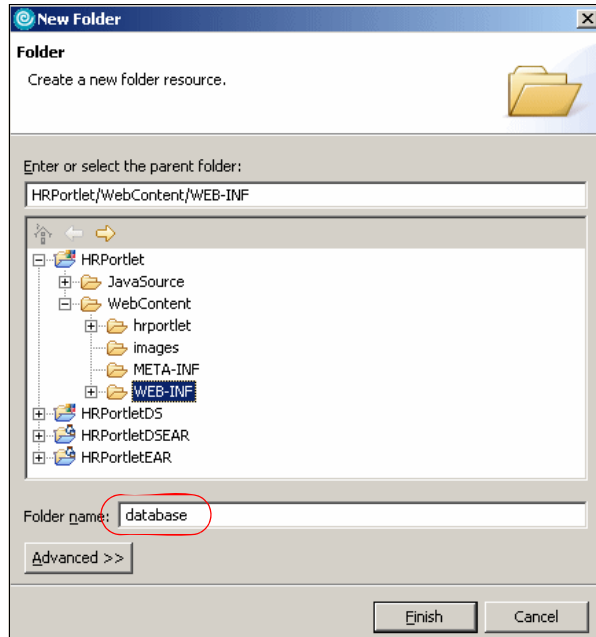 New Folder
Folder
Create a new folder resource.
Enter or select the parent folder:
HRPortlet/WebContent/WEB-INF
HRPortlet
JavaSource
WebContent
hrportlet
images
META-INF
WEB-INF
HRPortletDS
HRPortletDSEAR
HRPortletEAR
Folder name: database
Advanced >>
Finish Cancel